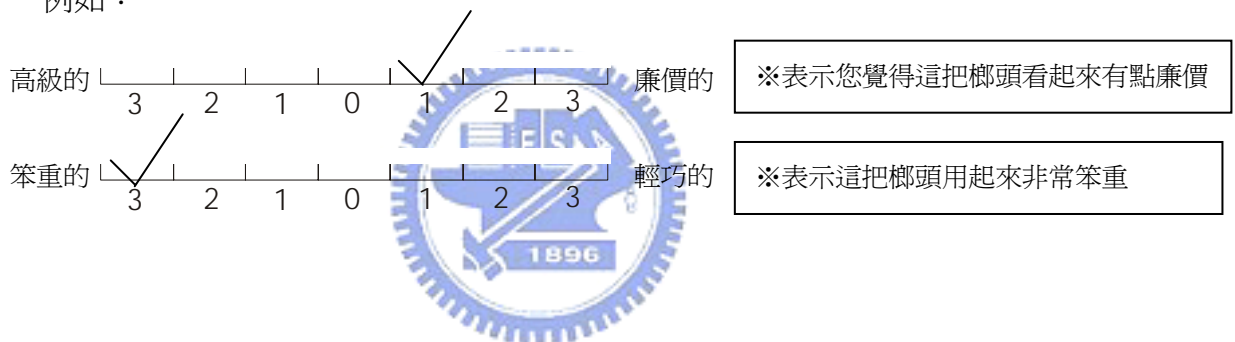 例如：
高級的 3 2 1 0 1 2 3 廉價的 ※表示您覺得這把榔頭看起來有點廉價
笨重的 3 2 1 0 1 2 3 輕巧的 ※表示這把榔頭用起來非常笨重
E S A
1896